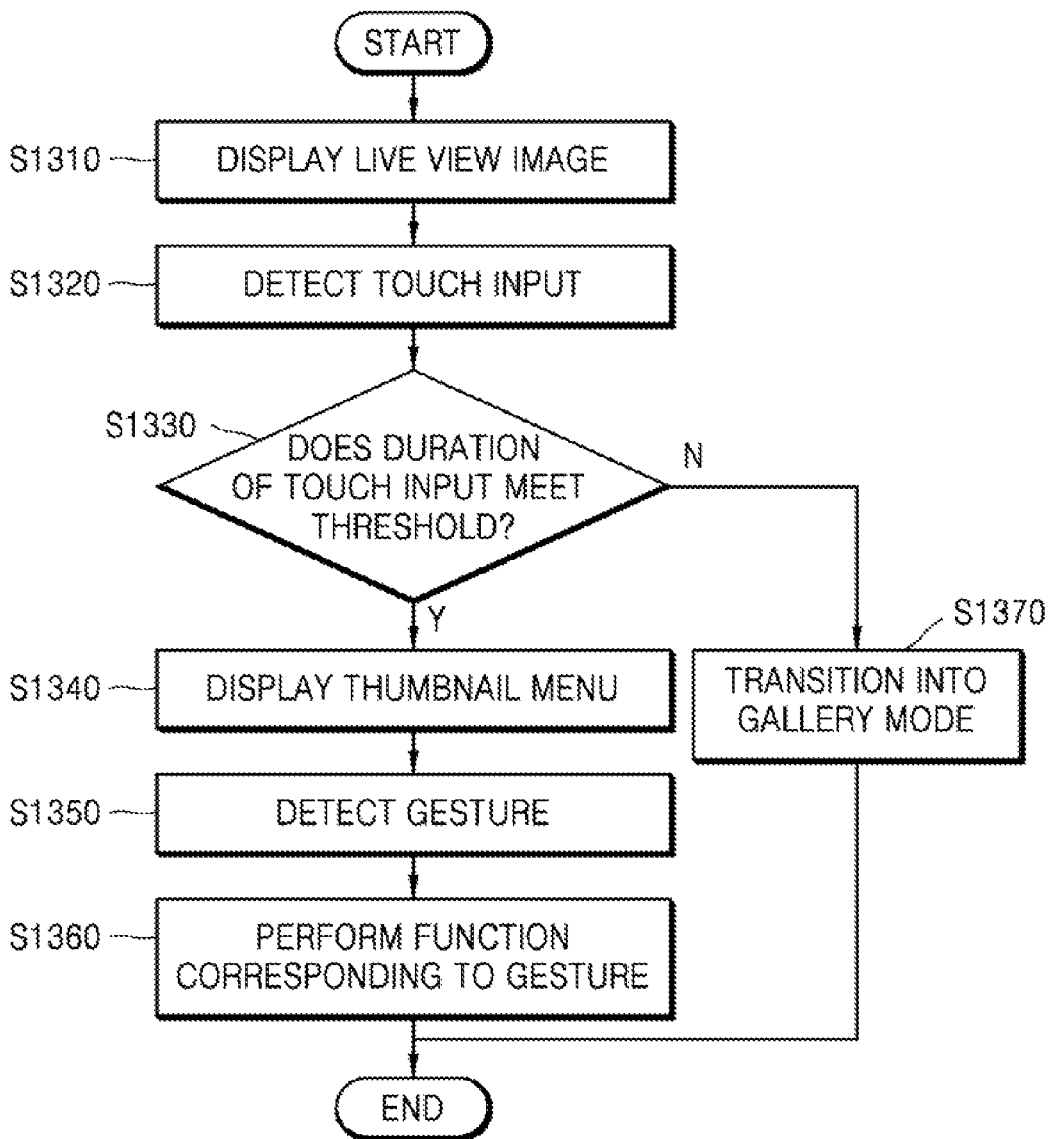 START
S1310
DISPLAY LIVE VIEW IMAGE
S1320
DETECT TOUCH INPUT
S1330
DOES DURATION
OF TOUCH INPUT MEET
THRESHOLD?
N
Y
S1340
DISPLAY THUMBNAIL MENU
S1370
TRANSITION INTO
GALLERY MODE
S1350
DETECT GESTURE
S1360
PERFORM FUNCTION
CORRESPONDING TO GESTURE
END